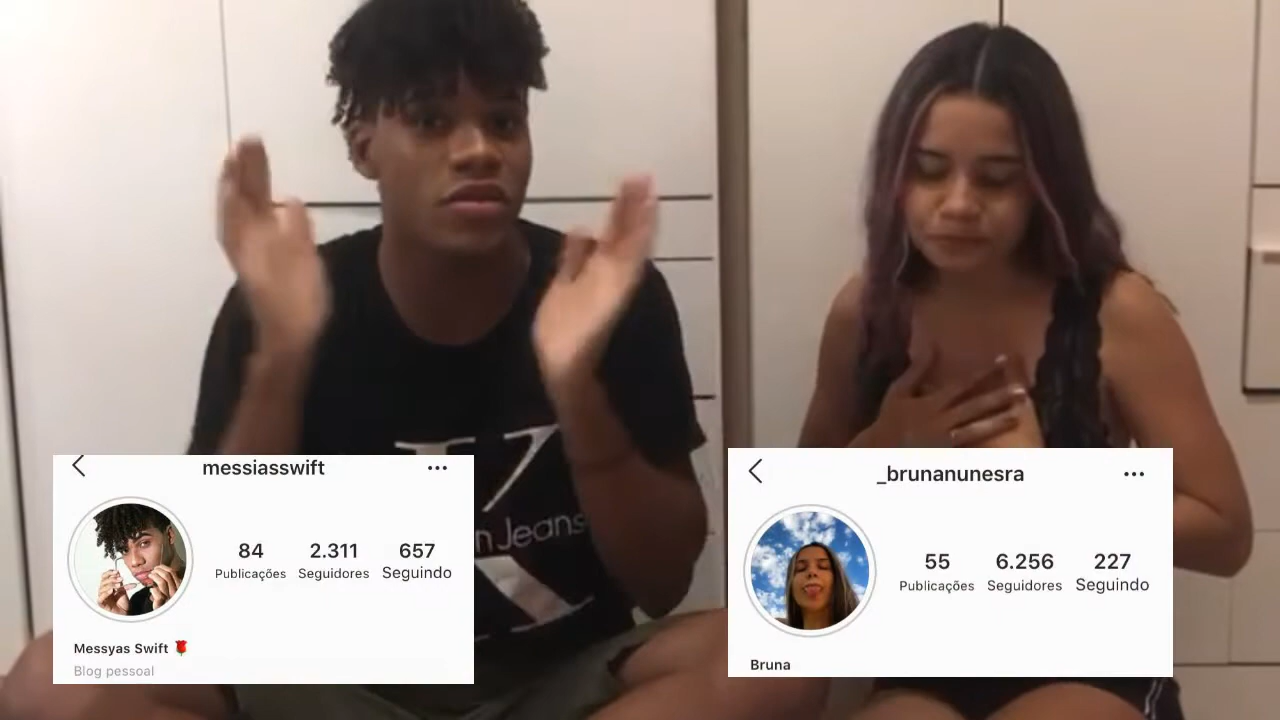 messiasswift
84 2.311 657
Publicações Seguidores Seguindo
Messyas Swift
Blog pessoal
n Jeans
_brunanunesra
55 6.256 227
Publicações Seguidores Seguindo
Bruna